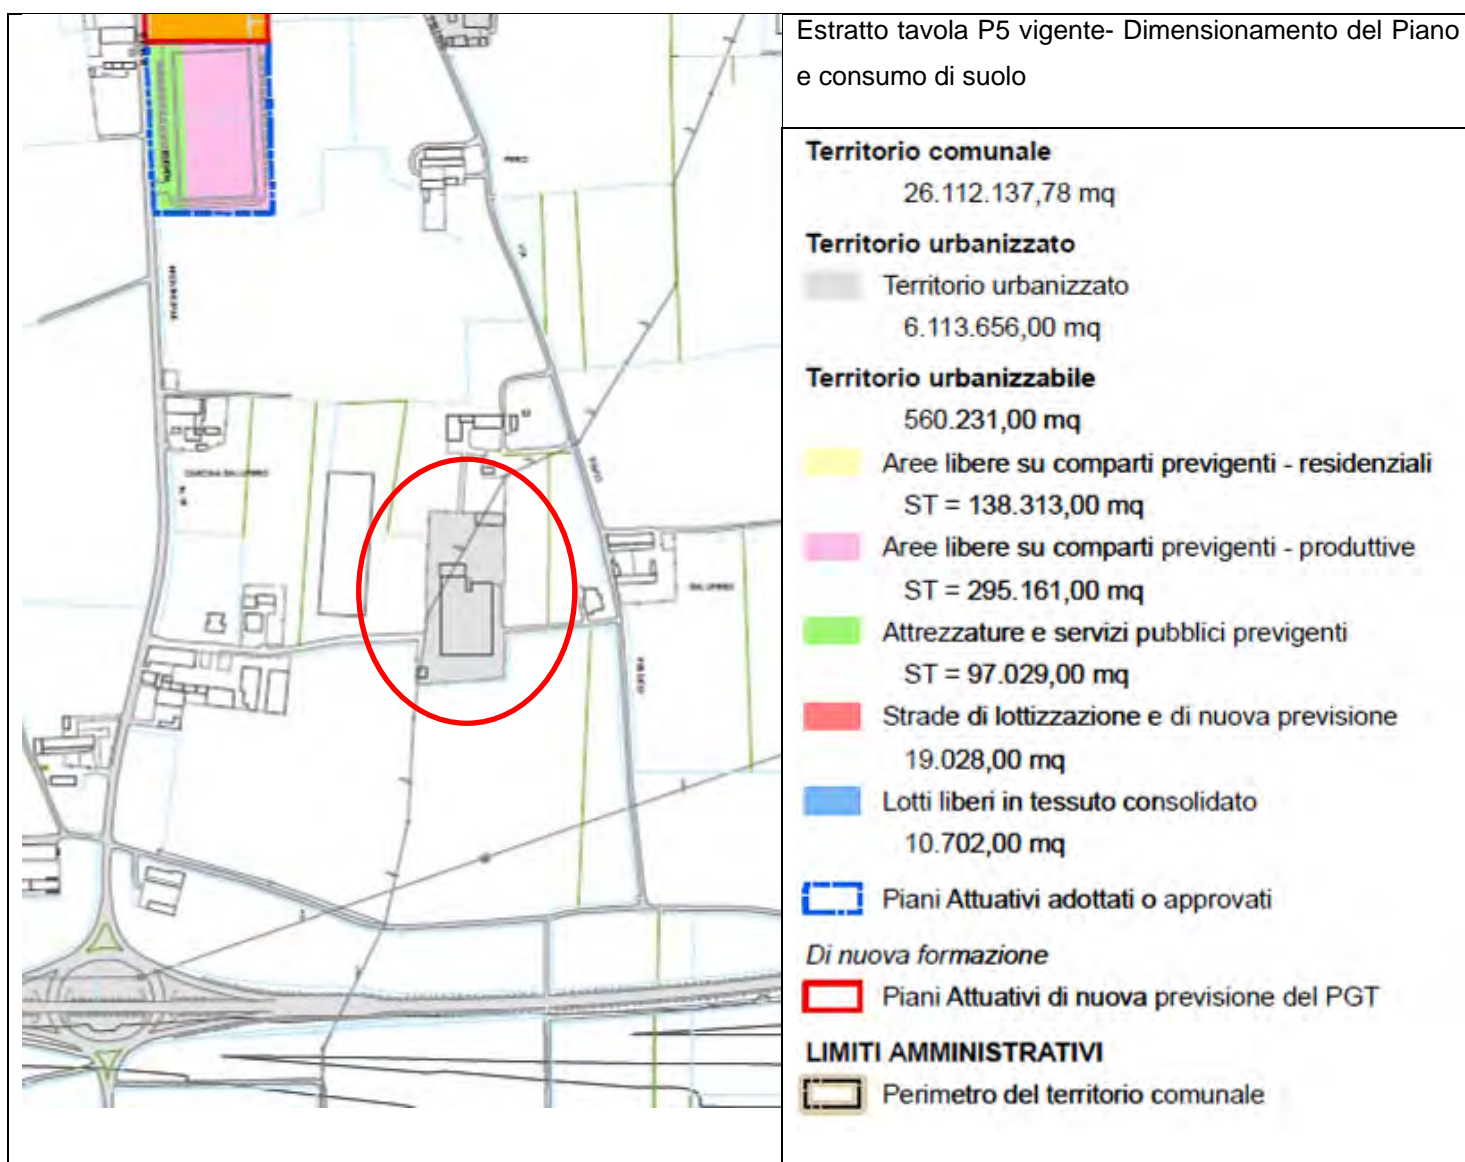 Estratto tavola P5 vigente- Dimensionamento del Piano
e consumo di suolo
Territorio comunale
26.112.137,78 mq
Territorio urbanizzato
Territorio urbanizzato
6.113.656,00 mq
Territorio urbanizzabile
560.231,00 mq
Aree libere su comparti previgenti - residenziali
ST = 138.313,00 mq
Aree libere su comparti previgenti - produttive
ST = 295.161,00 mq
Attrezzature e servizi pubblici previgenti
ST = 97.029,00 mq
Strade di lottizzazione e di nuova previsione
19.028,00 mq
Lotti liberi in tessuto consolidato
10.702,00 mq
Piani Attuativi adottati o approvati
Di nuova formazione
Piani Attuativi di nuova previsione del PGT
LIMITI AMMINISTRATIVI
Perimetro del territorio comunale
VIA